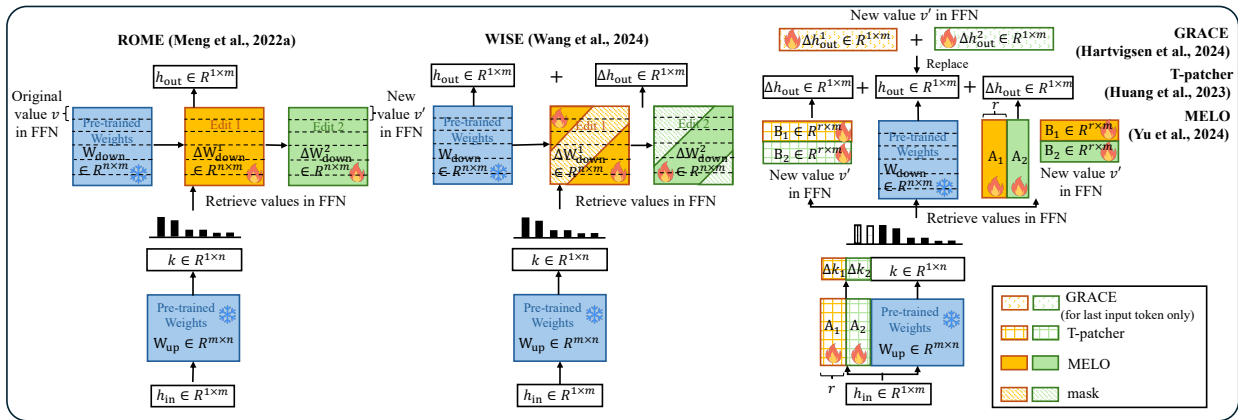 ROME (Meng et al., 2022a)
h_out ∈ R^{1×m}
Original
value v
in FFN
Pre-trained
Weights
W_down
∈ R^{n×m}
Edit 1
ΔW^1_down
∈ R^{n×m}
Edit 2
ΔW^2_down
∈ R^{n×m}
New
value v′
in FFN
Retrieve values in FFN
k ∈ R^{1×n}
Pre-trained
Weights
W_up ∈ R^{m×n}
h_in ∈ R^{1×m}
WISE (Wang et al., 2024)
h_out ∈ R^{1×m}
+
Δh_out ∈ R^{1×m}
Pre-trained
Weights
W_down
∈ R^{n×m}
Edit 1
ΔW^1_down
∈ R^{n×m}
Edit 2
ΔW^2_down
∈ R^{n×m}
Retrieve values in FFN
k ∈ R^{1×n}
Pre-trained
Weights
W_up ∈ R^{m×n}
h_in ∈ R^{1×m}
New value v′ in FFN
Δh^1_out ∈ R^{1×m}
+
Δh^2_out ∈ R^{1×m}
Replace
GRACE
(Hartvigsen et al., 2024)
T-patcher
(Huang et al., 2023)
MELO
(Yu et al., 2024)
Δh_out ∈ R^{1×m}
+
h_out ∈ R^{1×m}
+
Δh_out ∈ R^{1×m}
B_1 ∈ R^{r×m}
B_2 ∈ R^{r×m}
New value v′
in FFN
Pre-trained
Weights
W_down
∈ R^{n×m}
r
A_1
A_2
B_1 ∈ R^{r×m}
B_2 ∈ R^{r×m}
New value v′
in FFN
Retrieve values in FFN
Δk_1
Δk_2
k ∈ R^{1×n}
A_1
A_2
Pre-trained
Weights
W_up ∈ R^{m×n}
r
h_in ∈ R^{1×m}
GRACE
(for last input token only)
T-patcher
MELO
mask